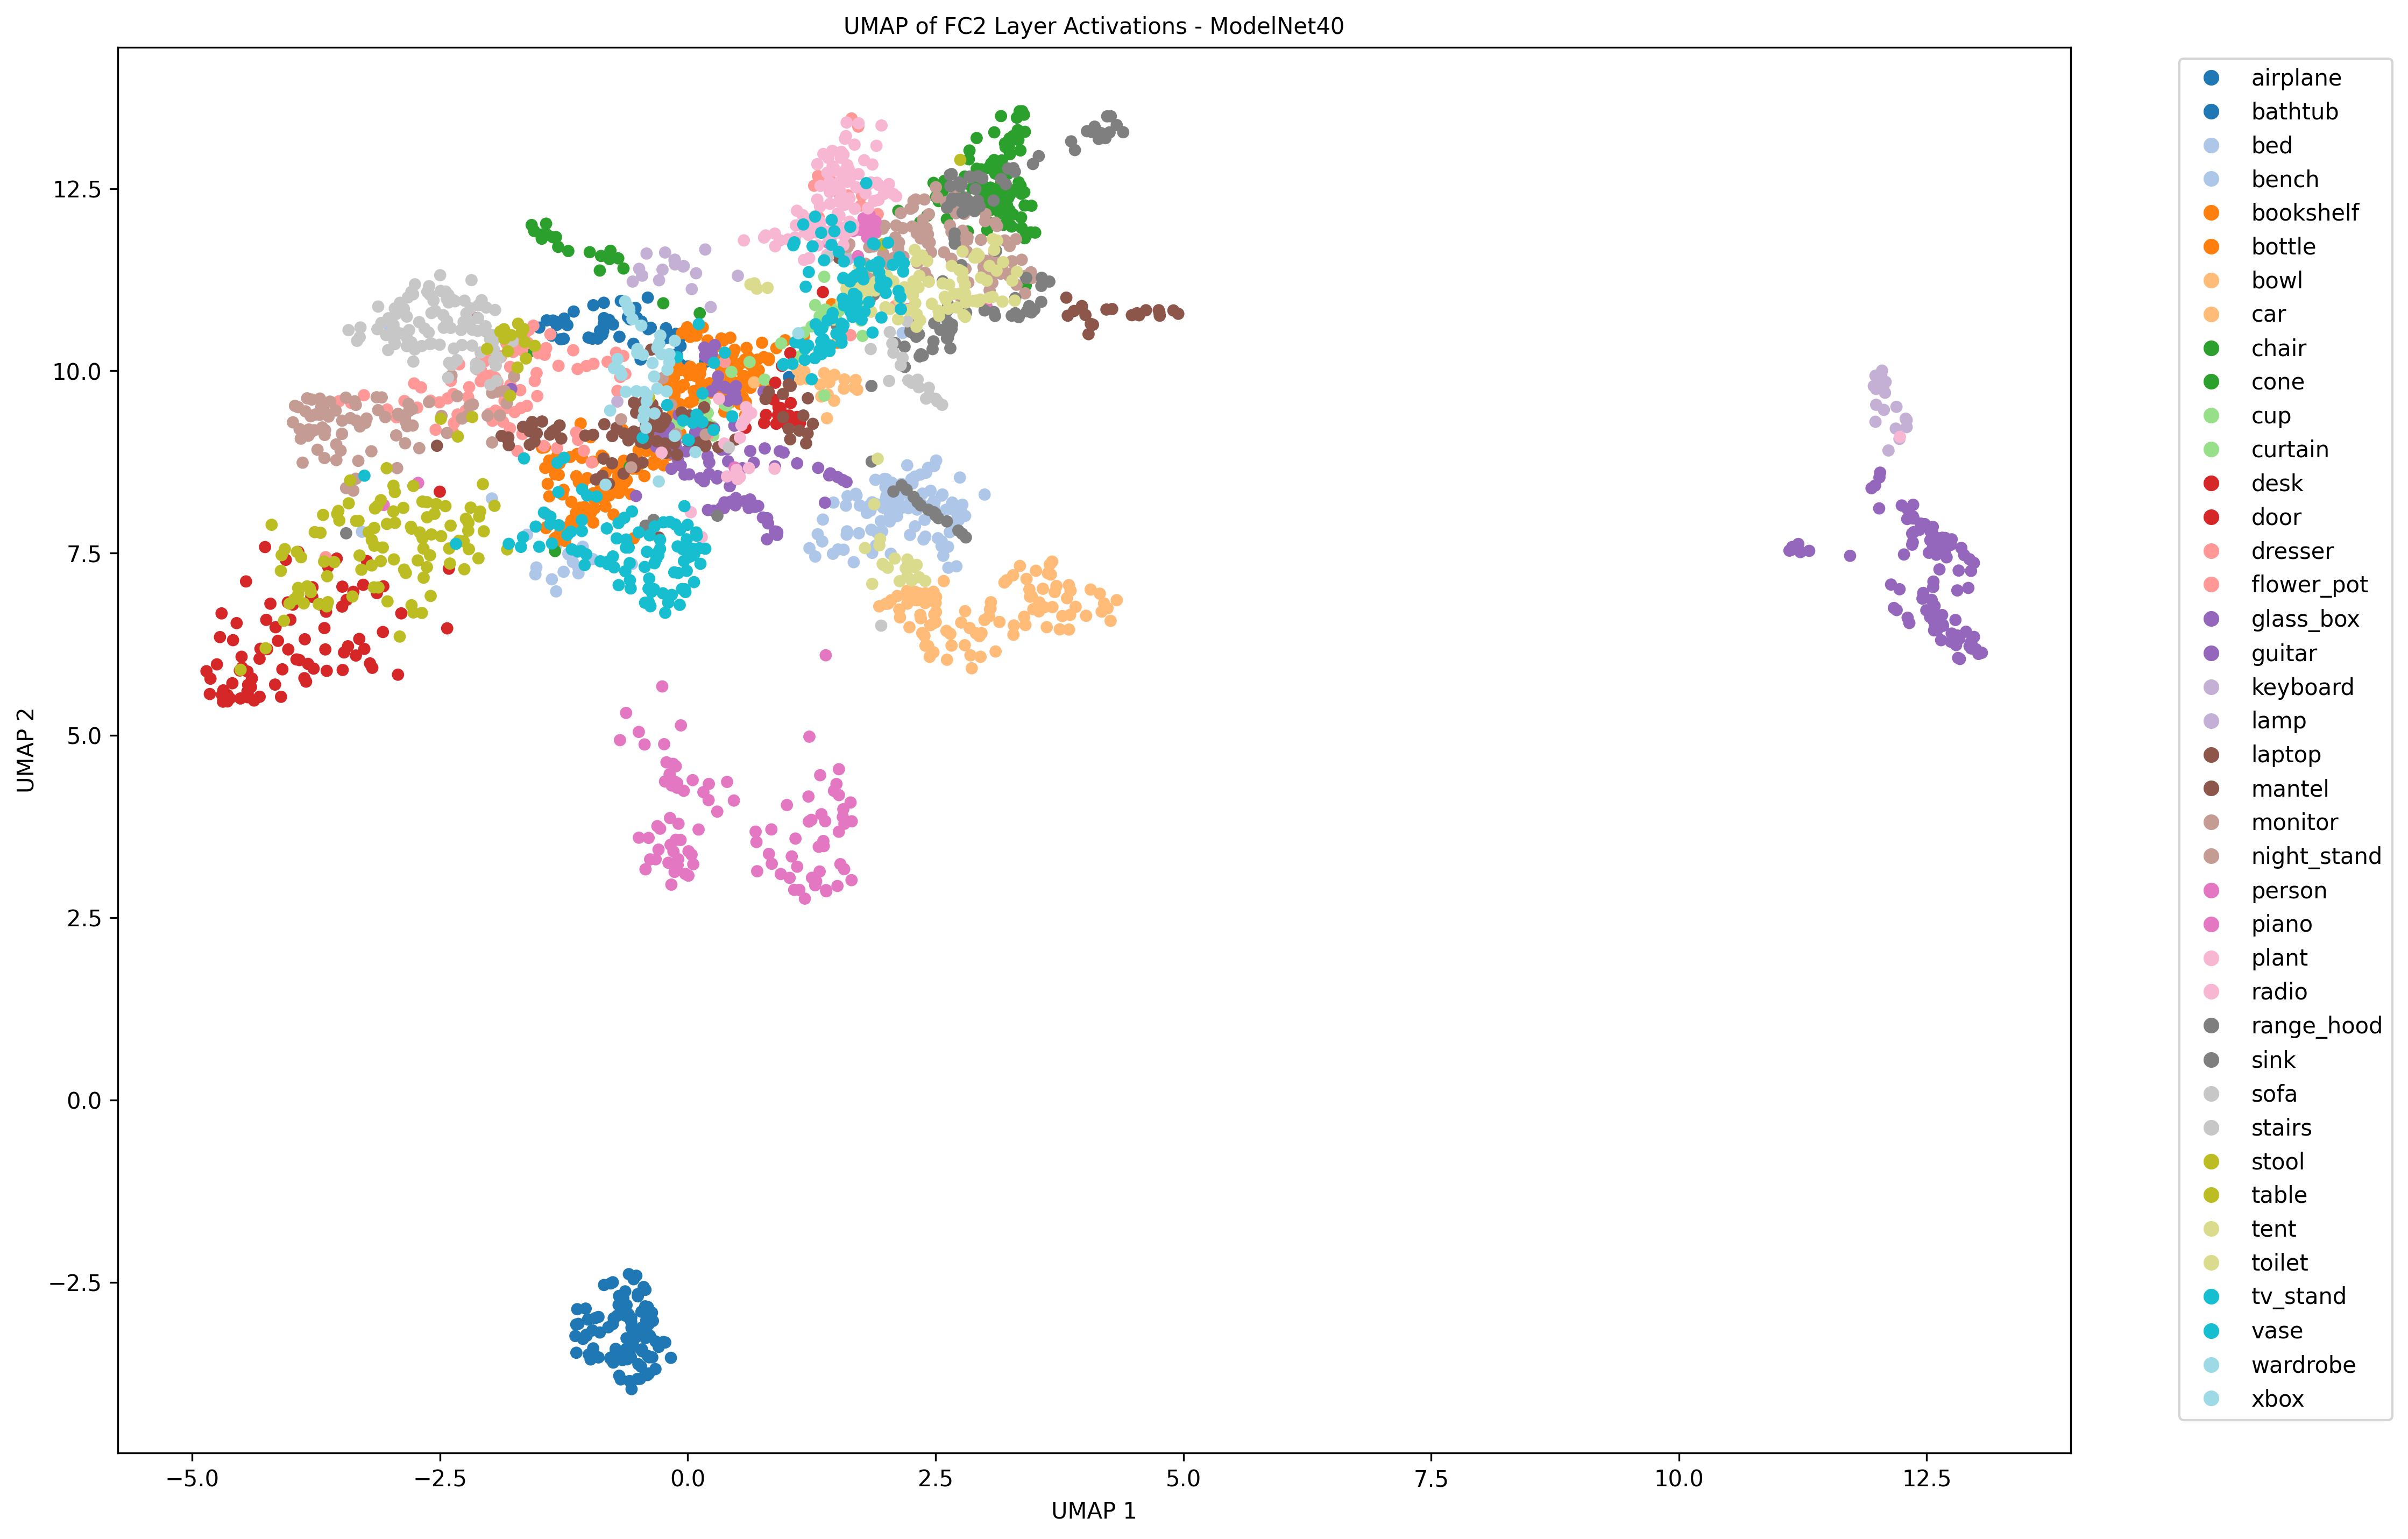 UMAP of FC2 Layer Activations - ModelNet40
12.5
10.0
7.5
5.0
2.5
0.0
−2.5
UMAP 2
−5.0
−2.5
0.0
2.5
5.0
7.5
10.0
12.5
UMAP 1
airplane
bathtub
bed
bench
bookshelf
bottle
bowl
car
chair
cone
cup
curtain
desk
door
dresser
flower_pot
glass_box
guitar
keyboard
lamp
laptop
mantel
monitor
night_stand
person
piano
plant
radio
range_hood
sink
sofa
stairs
stool
table
tent
toilet
tv_stand
vase
wardrobe
xbox